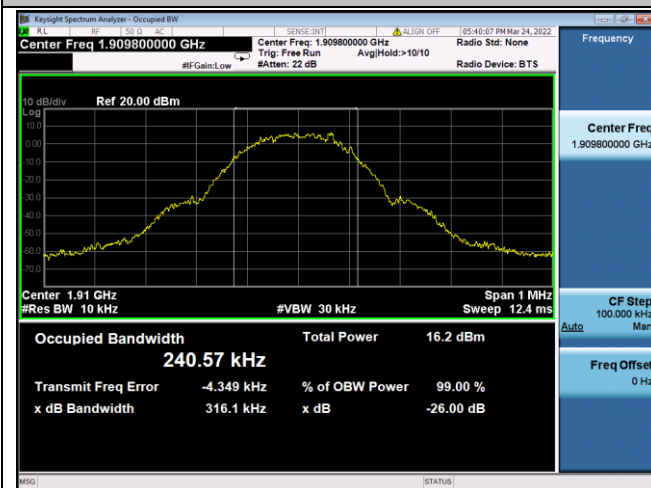 Keysight Spectrum Analyzer - Occupied BW
RL RF 50 Ω AC SENSE:INT ALIGN OFF 05:40:07 PM Mar 24, 2022
Center Freq 1.909800000 GHz
Center Freq: 1.909800000 GHz
Radio Std: None
Trig: Free Run Avg|Hold:>10/10
#IFGain:Low #Atten: 22 dB Radio Device: BTS
Frequency
10 dB/div Ref 20.00 dBm
Log
10.0
0.00
-10.0
-20.0
-30.0
-40.0
-50.0
-60.0
-70.0
Center 1.91 GHz Span 1 MHz
#Res BW 10 kHz #VBW 30 kHz Sweep 12.4 ms
Center Freq
1.909800000 GHz
CF Step
100.000 kHz
Auto Man
Freq Offset
0 Hz
Occupied Bandwidth Total Power 16.2 dBm
240.57 kHz
Transmit Freq Error -4.349 kHz % of OBW Power 99.00 %
x dB Bandwidth 316.1 kHz x dB -26.00 dB
MSG STATUS